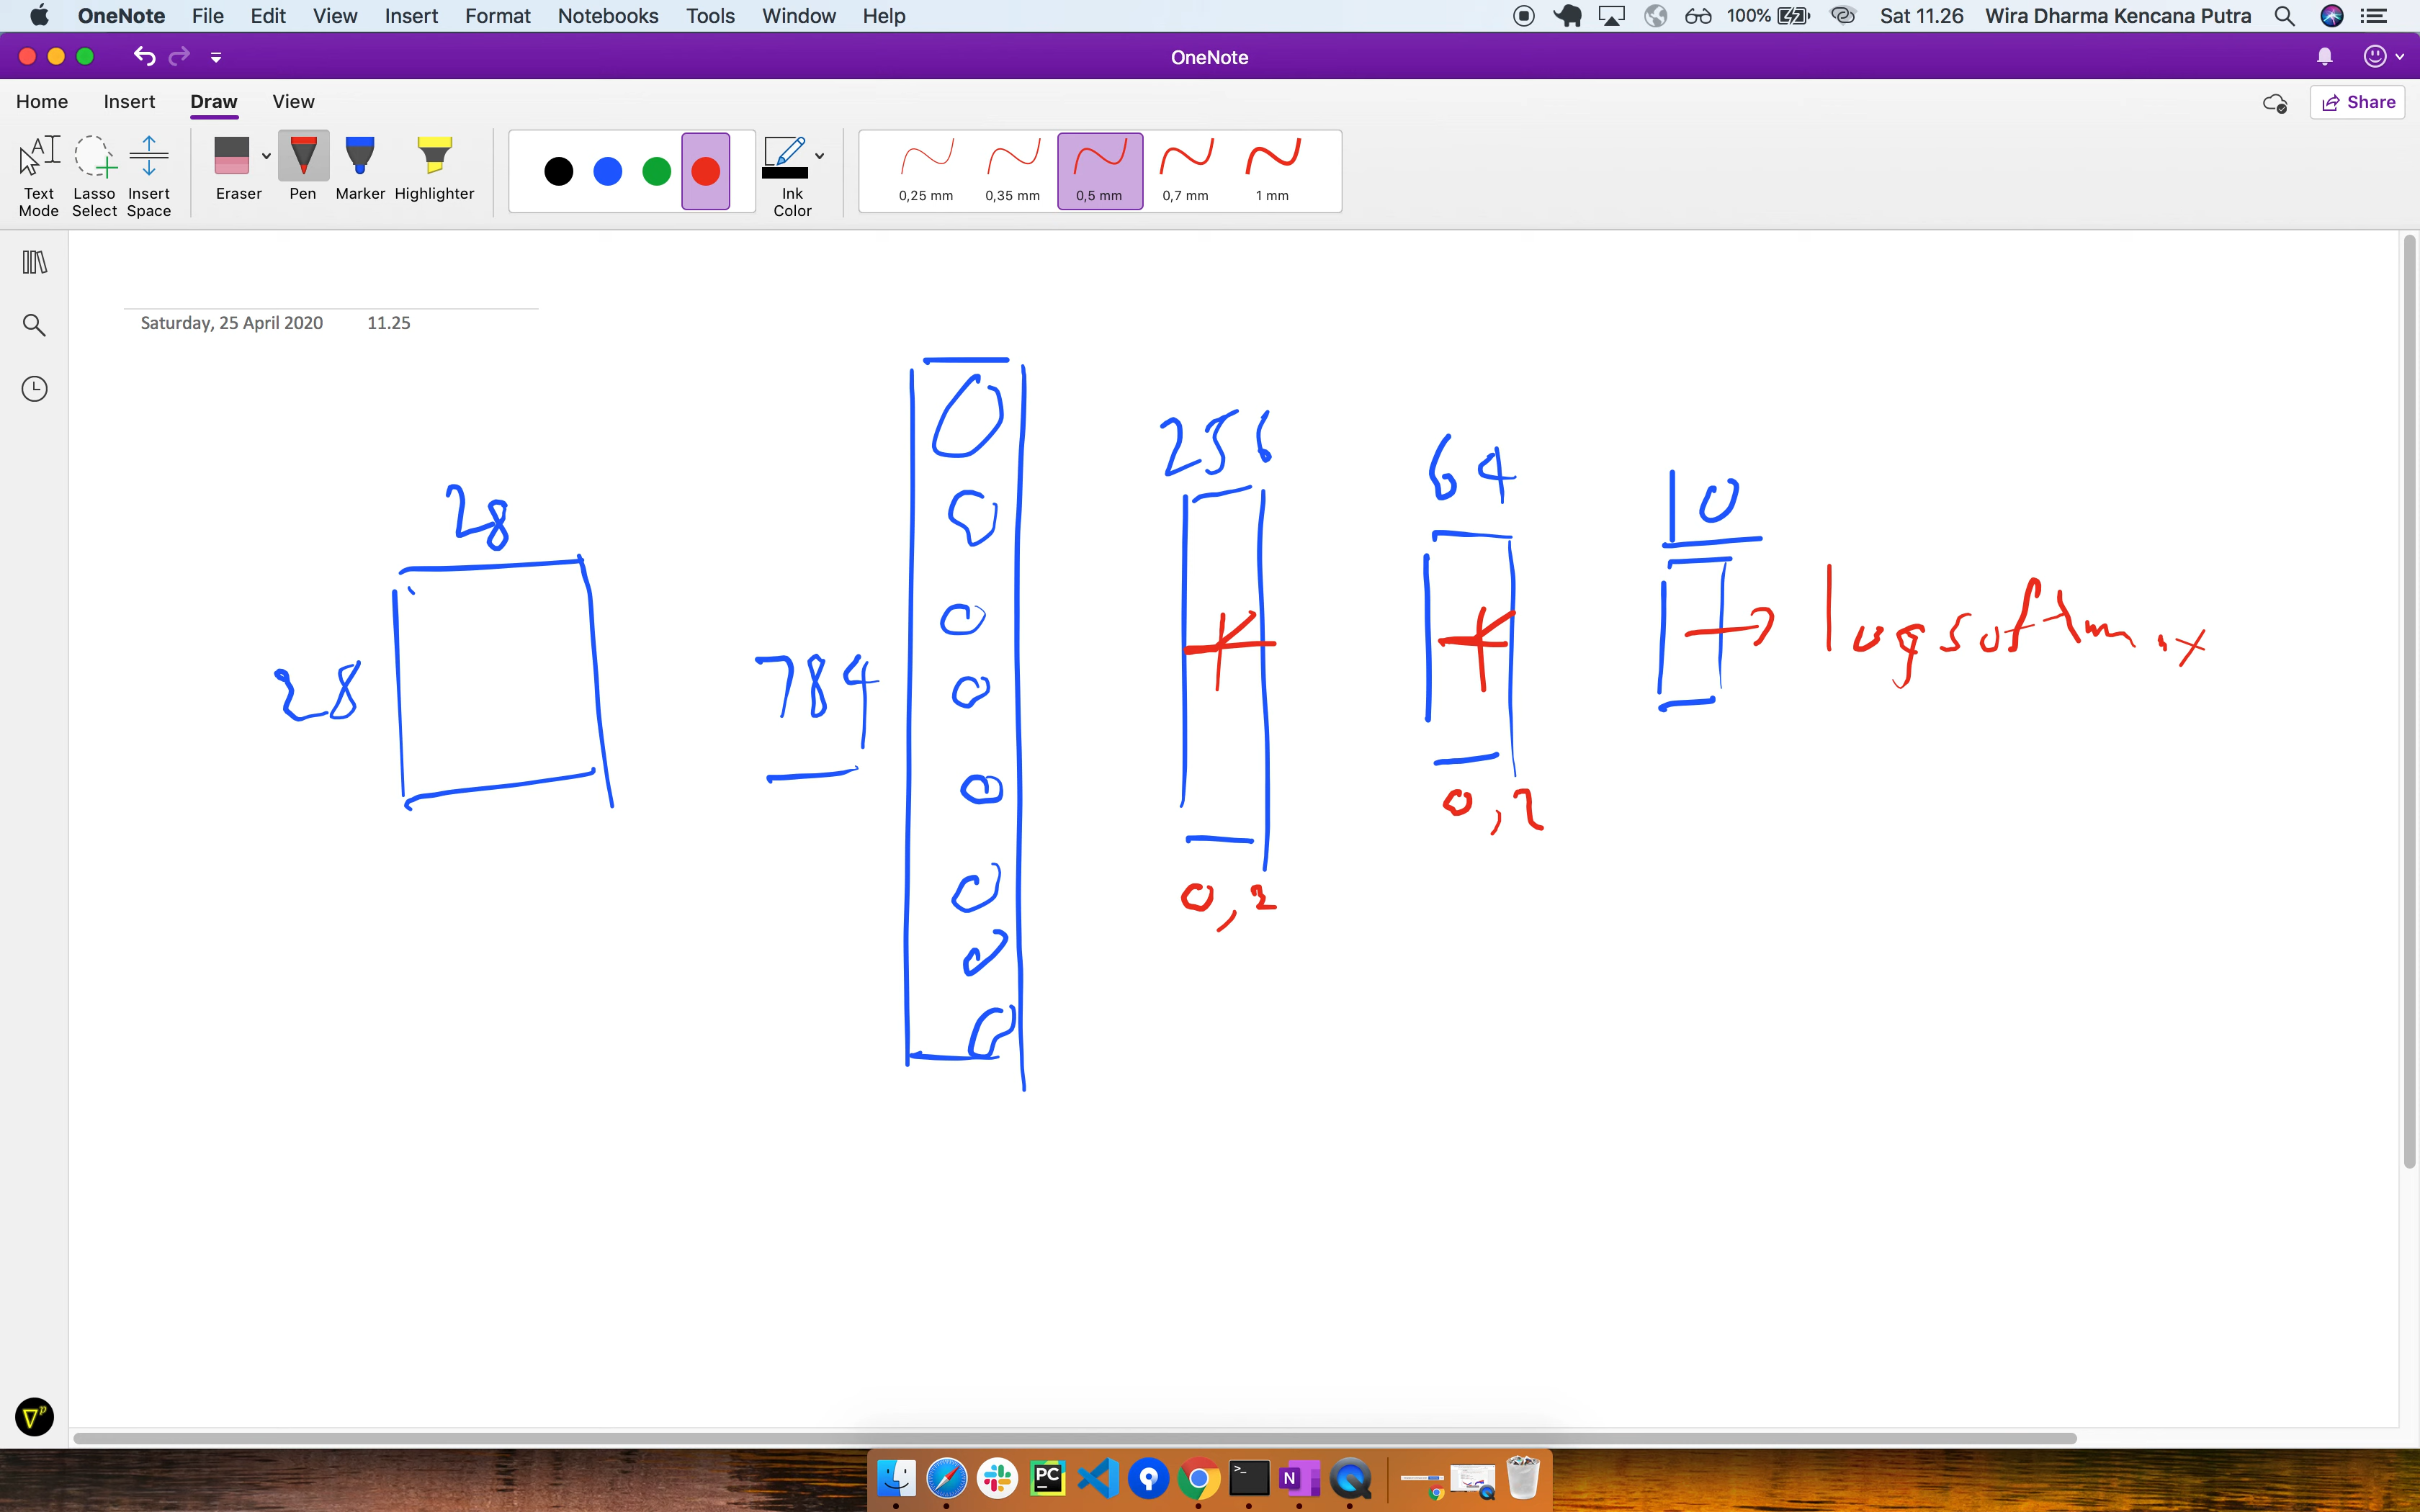 OneNote File Edit View Insert Format Notebooks Tools Window Help 100% Sat 11.26 Wira Dharma Kencana Putra
OneNote
Home Insert Draw View Share
Text Mode
Lasso Select
Insert Space
Eraser
Pen
Marker
Highlighter
Ink Color
0,25 mm
0,35 mm
0,5 mm
0,7 mm
1 mm
Saturday, 25 April 2020 11.25
28
28
784
256
0,2
64
0,2
10
logsoftmax